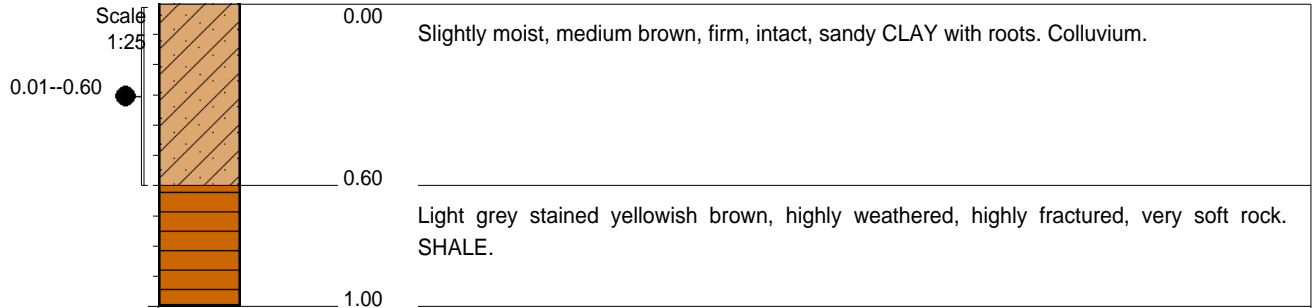 Scale
1:25
0.00
Slightly moist, medium brown, firm, intact, sandy CLAY with roots. Colluvium.
0.01--0.60
0.60
Light grey stained yellowish brown, highly weathered, highly fractured, very soft rock.
SHALE.
1.00